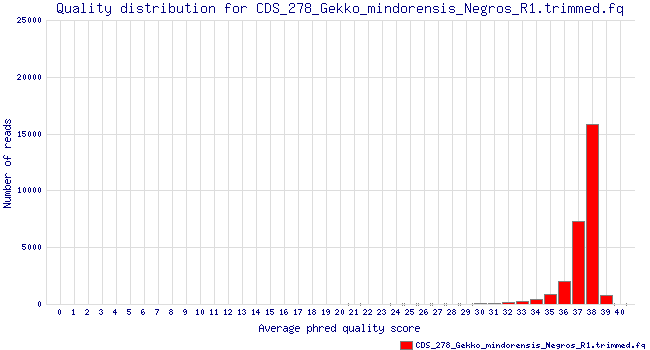 Quality distribution for CDS_278_Gekko_mindorensis_Negros_R1.trimmed.fq
25000
20000
15000
10000
5000
0
Number of reads
0 1 2 3 4 5 6 7 8 9 10 11 12 13 14 15 16 17 18 19 20 21 22 23 24 25 26 27 28 29 30 31 32 33 34 35 36 37 38 39 40
Average phred quality score
CDS_278_Gekko_mindorensis_Negros_R1.trimmed.fq